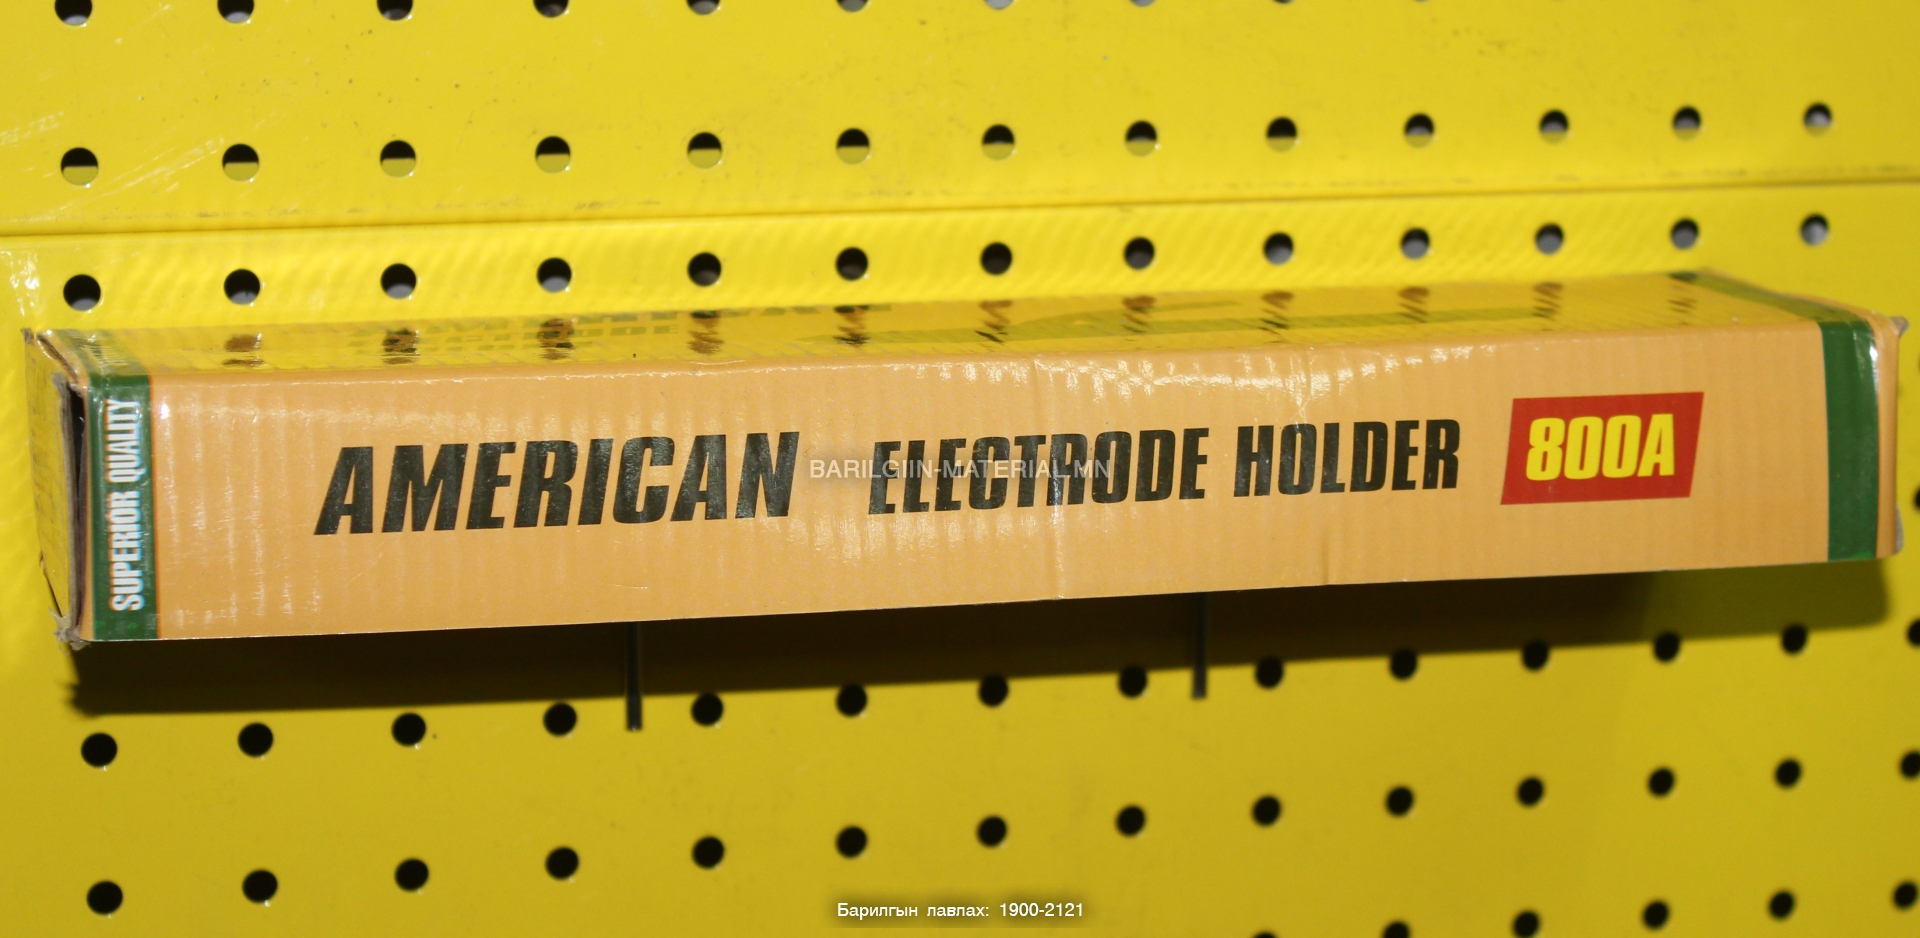 SUPERIOR QUALITY
AMERICAN ELECTRODE HOLDER 800A
BARILGIIN-MATERIAL.MN
Барилгын лавлах: 1900-2121